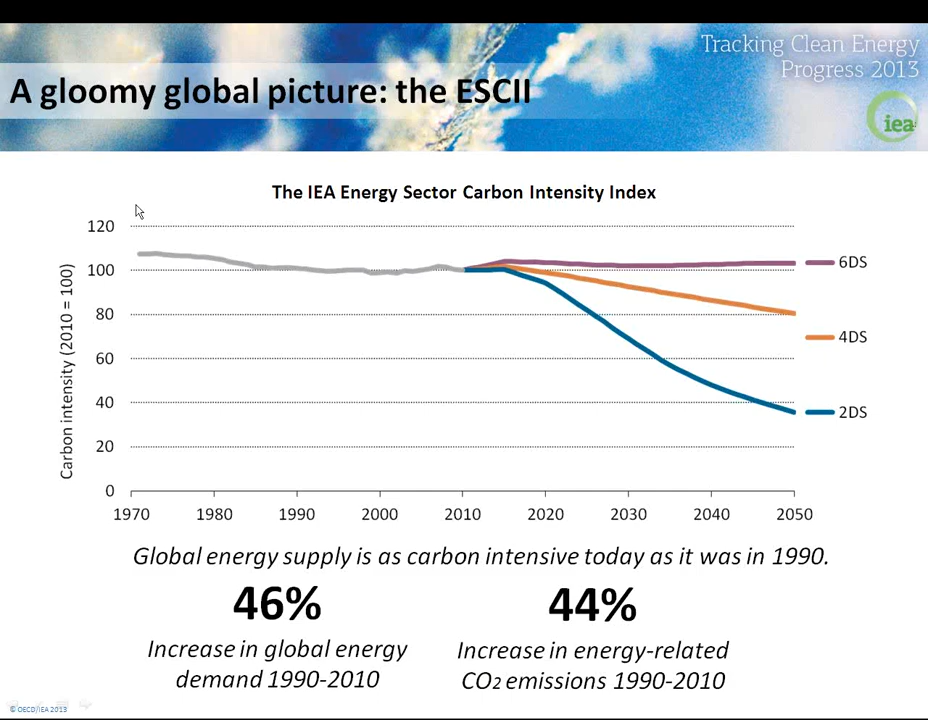 Tracking Clean Energy
Progress 2013
A gloomy global picture: the ESCII
iea
The IEA Energy Sector Carbon Intensity Index
Carbon intensity (2010 = 100)
120
100
80
60
40
20
0
1970 1980 1990 2000 2010 2020 2030 2040 2050
6DS
4DS
2DS
Global energy supply is as carbon intensive today as it was in 1990.
46%
Increase in global energy
demand 1990-2010
44%
Increase in energy-related
CO2 emissions 1990-2010
© OECD/IEA 2013